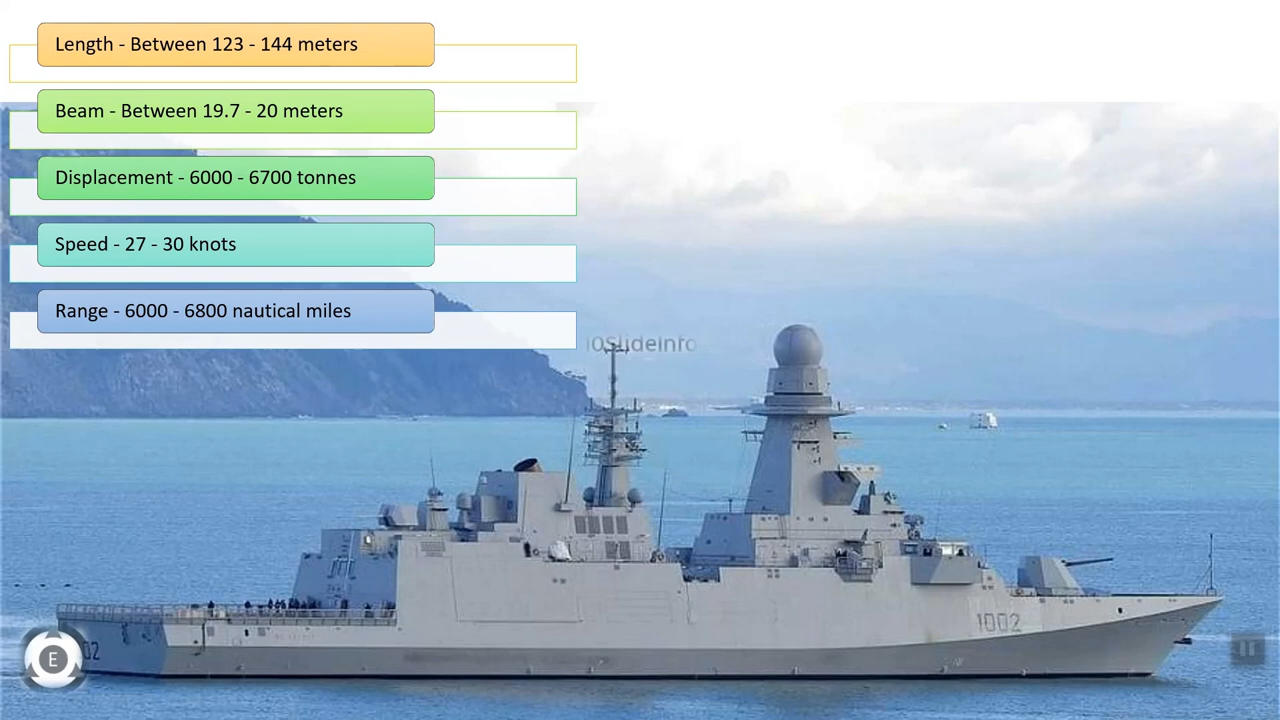 Length - Between 123 - 144 meters
Beam - Between 19.7 - 20 meters
Displacement - 6000 - 6700 tonnes
Speed - 27 - 30 knots
Range - 6000 - 6800 nautical miles
1002
02
E